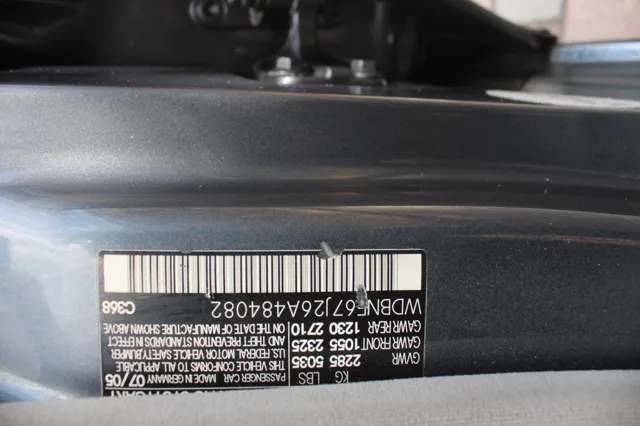 07/05
MADE IN GERMANY
PASSENGER CAR
KG LBS
GVWR 2285 5035
GAWR FRONT 1055 2325
GAWR REAR 1230 2710
THIS VEHICLE CONFORMS TO ALL APPLICABLE
U.S. FEDERAL MOTOR VEHICLE SAFETY,BUMPER,
AND THEFT PREVENTION STANDARDS IN EFFECT
ON THE DATE OF MANUFACTURE SHOWN ABOVE
WDBNF67J26A484082
C368